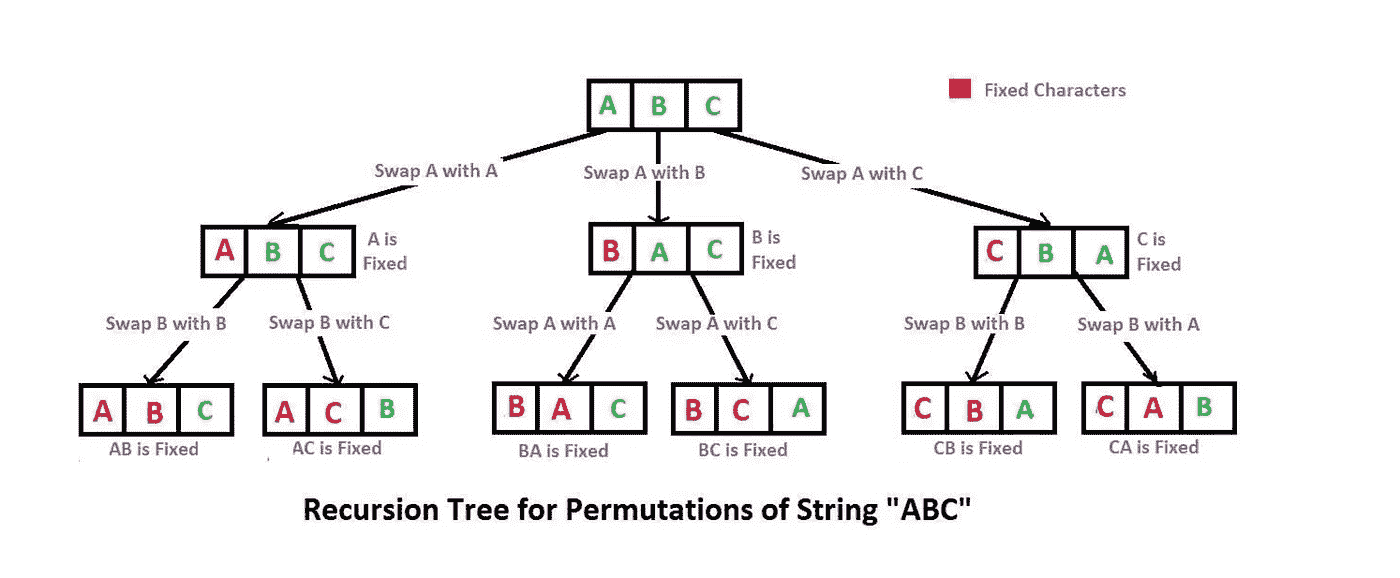 A B C
Fixed Characters
Swap A with A
Swap A with B
Swap A with C
A B C
A is
Fixed
B A C
B is
Fixed
C B A
C is
Fixed
Swap B with B
Swap B with C
Swap A with A
Swap A with C
Swap B with B
Swap B with A
A B C
A C B
B A C
B C A
C B A
C A B
AB is Fixed
AC is Fixed
BA is Fixed
BC is Fixed
CB is Fixed
CA is Fixed
Recursion Tree for Permutations of String "ABC"